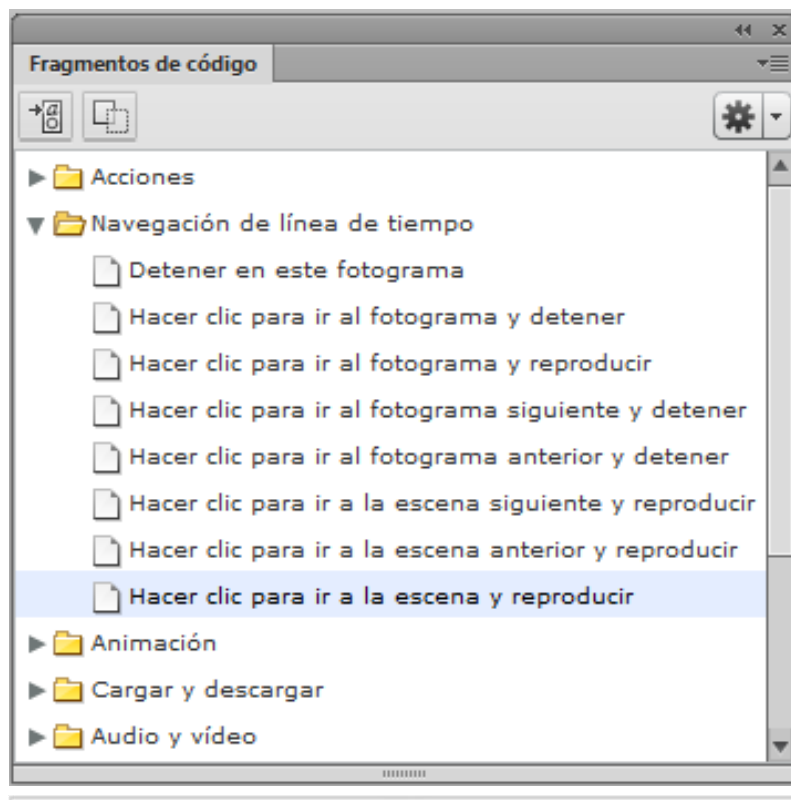 Fragmentos de código
Acciones
Navegación de línea de tiempo
Detener en este fotograma
Hacer clic para ir al fotograma y detener
Hacer clic para ir al fotograma y reproducir
Hacer clic para ir al fotograma siguiente y detener
Hacer clic para ir al fotograma anterior y detener
Hacer clic para ir a la escena siguiente y reproducir
Hacer clic para ir a la escena anterior y reproducir
Hacer clic para ir a la escena y reproducir
Animación
Cargar y descargar
Audio y vídeo